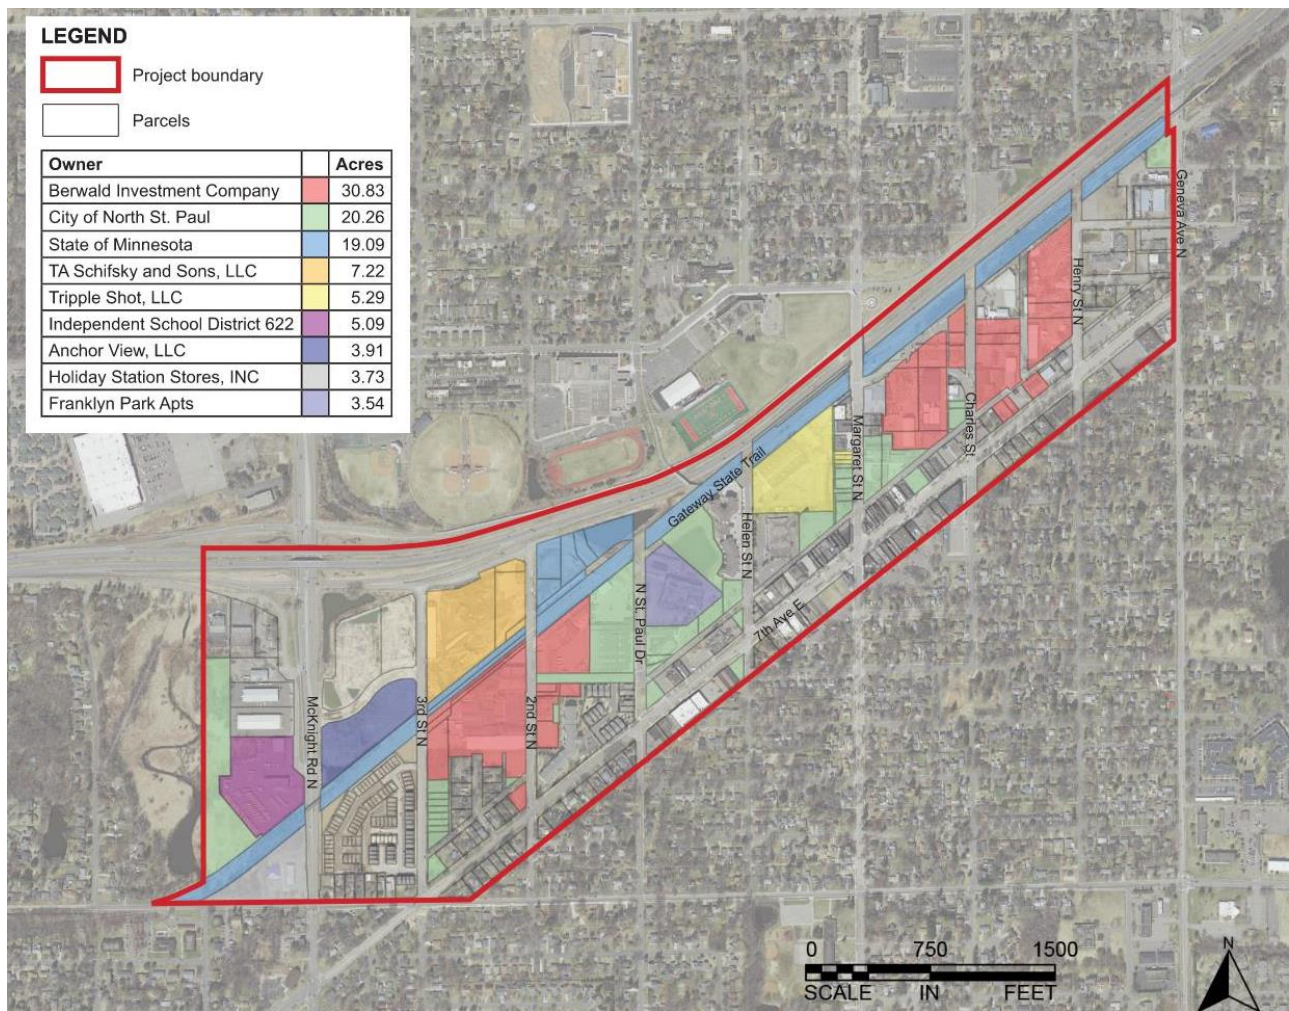 LEGEND
Project boundary
Parcels
Owner Acres
Berwald Investment Company 30.83
City of North St. Paul 20.26
State of Minnesota 19.09
TA Schifsky and Sons, LLC 7.22
Tripple Shot, LLC 5.29
Independent School District 622 5.09
Anchor View, LLC 3.91
Holiday Station Stores, INC 3.73
Franklyn Park Apts 3.54
Geneva Ave N
Henry St N
Charles St
Margaret St N
Gateway State Trail
Helen St N
N St. Paul Dr
7th Ave E
2nd St N
3rd St N
McKnight Rd N
0 750 1500
SCALE IN FEET
N